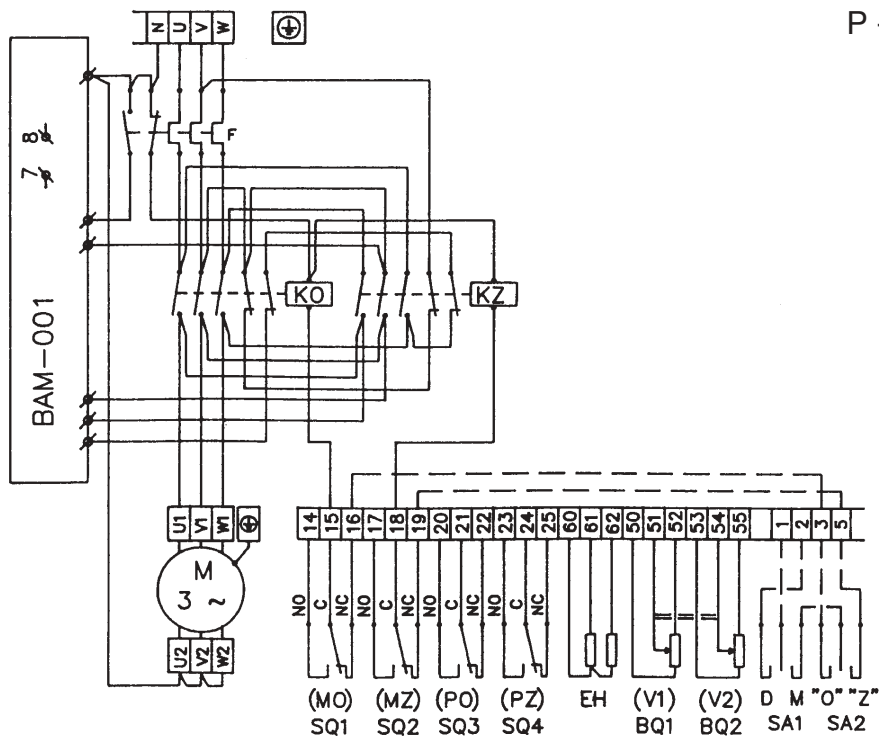 P -
N U V W
7 8
F
BAM-001
KO KZ
U1 V1 W1
M
3 ~
U2 V2 W2
14 15 16 17 18 19 20 21 22 23 24 25 60 61 62 50 51 52 53 54 55 1 2 3 5
NO C NC NO C NC NO C NC NO C NC
(MO) (MZ) (PO) (PZ) EH (V1) (V2) D M "O" "Z"
SQ1 SQ2 SQ3 SQ4 BQ1 BQ2 SA1 SA2